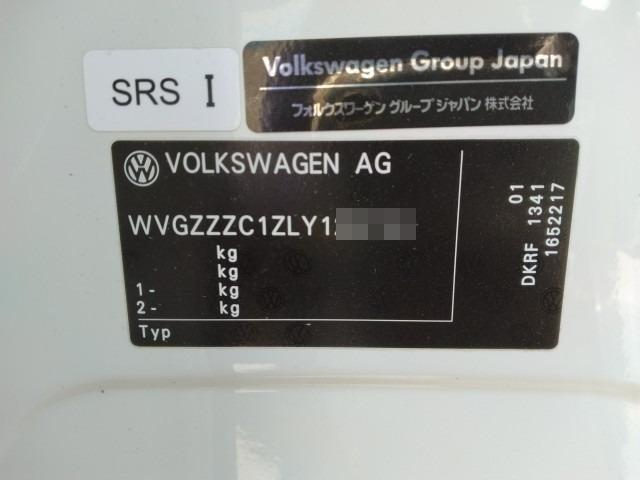 SRS I
Volkswagen Group Japan
フォルクスワーゲン グループ ジャパン 株式会社
VOLKSWAGEN AG
WVGZZZC1ZLY1
kg
kg
1- kg
2- kg
Typ
01
DKRF 1341
1652217